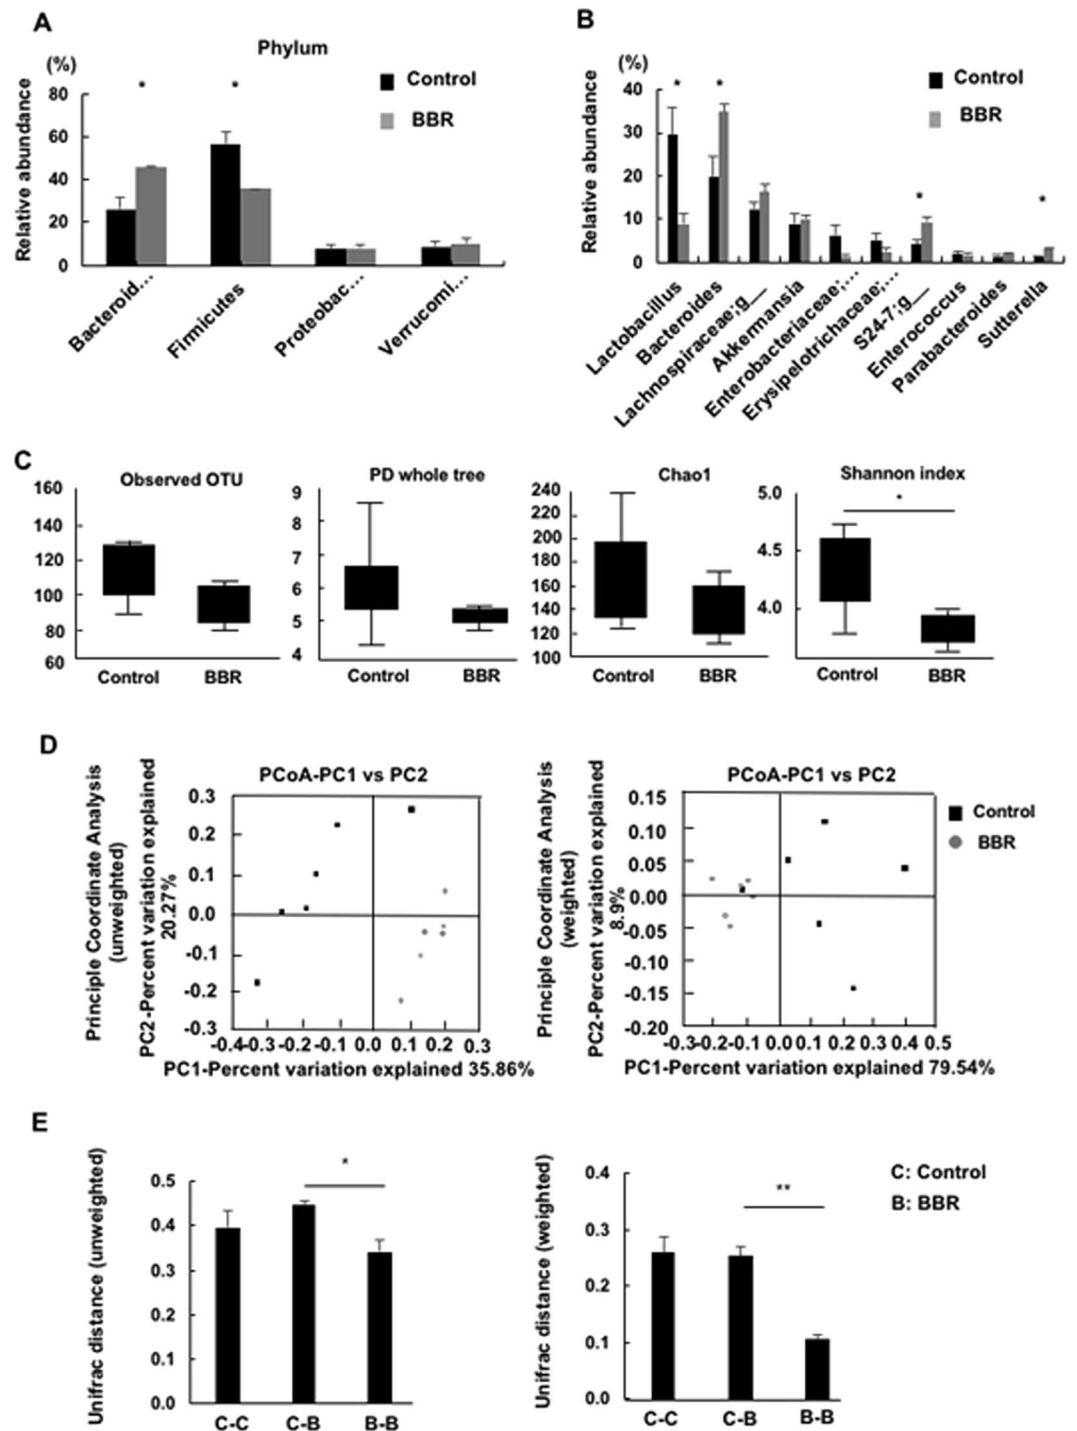 A
Phylum
(%)
Relative abundance
80
60
40
20
0
*
*
Control
BBR
Bacteroid...
Firmicutes
Proteobac...
Verrucomi...
B
(%)
Relative abundance
40
30
20
10
0
*
*
*
*
Control
BBR
Lactobacillus
Bacteroides
Lachnospiraceae;g__
Akkermansia
Enterobacteriaceae;...
Erysipelotrichaceae;...
S24-7;g__
Enterococcus
Parabacteroides
Sutterella
C
Observed OTU
160
140
120
100
80
60
Control
BBR
PD whole tree
9
8
7
6
5
4
Control
BBR
Chao1
240
220
200
180
160
140
120
100
Control
BBR
Shannon index
5.0
4.5
4.0
*
Control
BBR
D
Principle Coordinate Analysis
(unweighted)
PC2-Percent variation explained
20.27%
PCoA-PC1 vs PC2
0.3
0.2
0.1
0.0
-0.1
-0.2
-0.3
-0.4
-0.3
-0.2
-0.1
0.0
0.1
0.2
0.3
PC1-Percent variation explained 35.86%
Principle Coordinate Analysis
(weighted)
PC2-Percent variation explained
8.9%
PCoA-PC1 vs PC2
0.15
0.10
0.05
0.00
-0.05
-0.10
-0.15
-0.20
-0.3
-0.2
-0.1
0.0
0.1
0.2
0.3
0.4
0.5
PC1-Percent variation explained 79.54%
Control
BBR
E
Unifrac distance (unweighted)
0.5
0.4
0.3
0.2
0.1
0.0
*
C-C
C-B
B-B
Unifrac distance (weighted)
0.4
0.3
0.2
0.1
0.0
**
C-C
C-B
B-B
C: Control
B: BBR